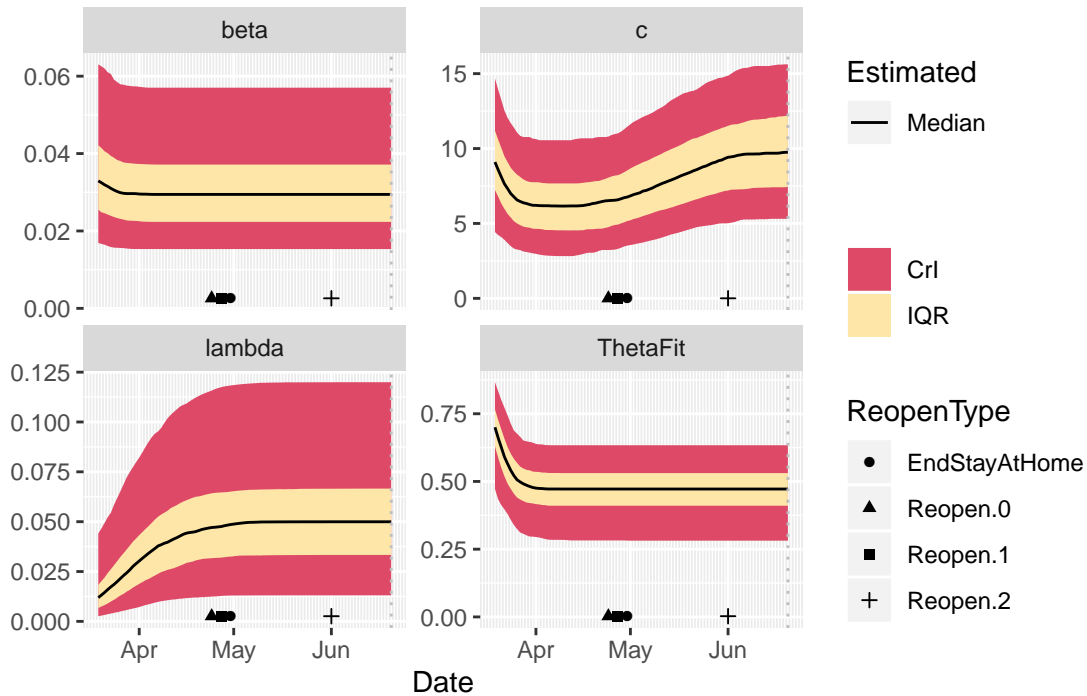 beta
c
0.06
0.04
0.02
0.00
15
10
5
0
lambda
ThetaFit
0.125
0.100
0.075
0.050
0.025
0.000
0.75
0.50
0.25
0.00
Apr May Jun
Apr May Jun
Date
Estimated
Median
CrI
IQR
ReopenType
EndStayAtHome
Reopen.0
Reopen.1
Reopen.2